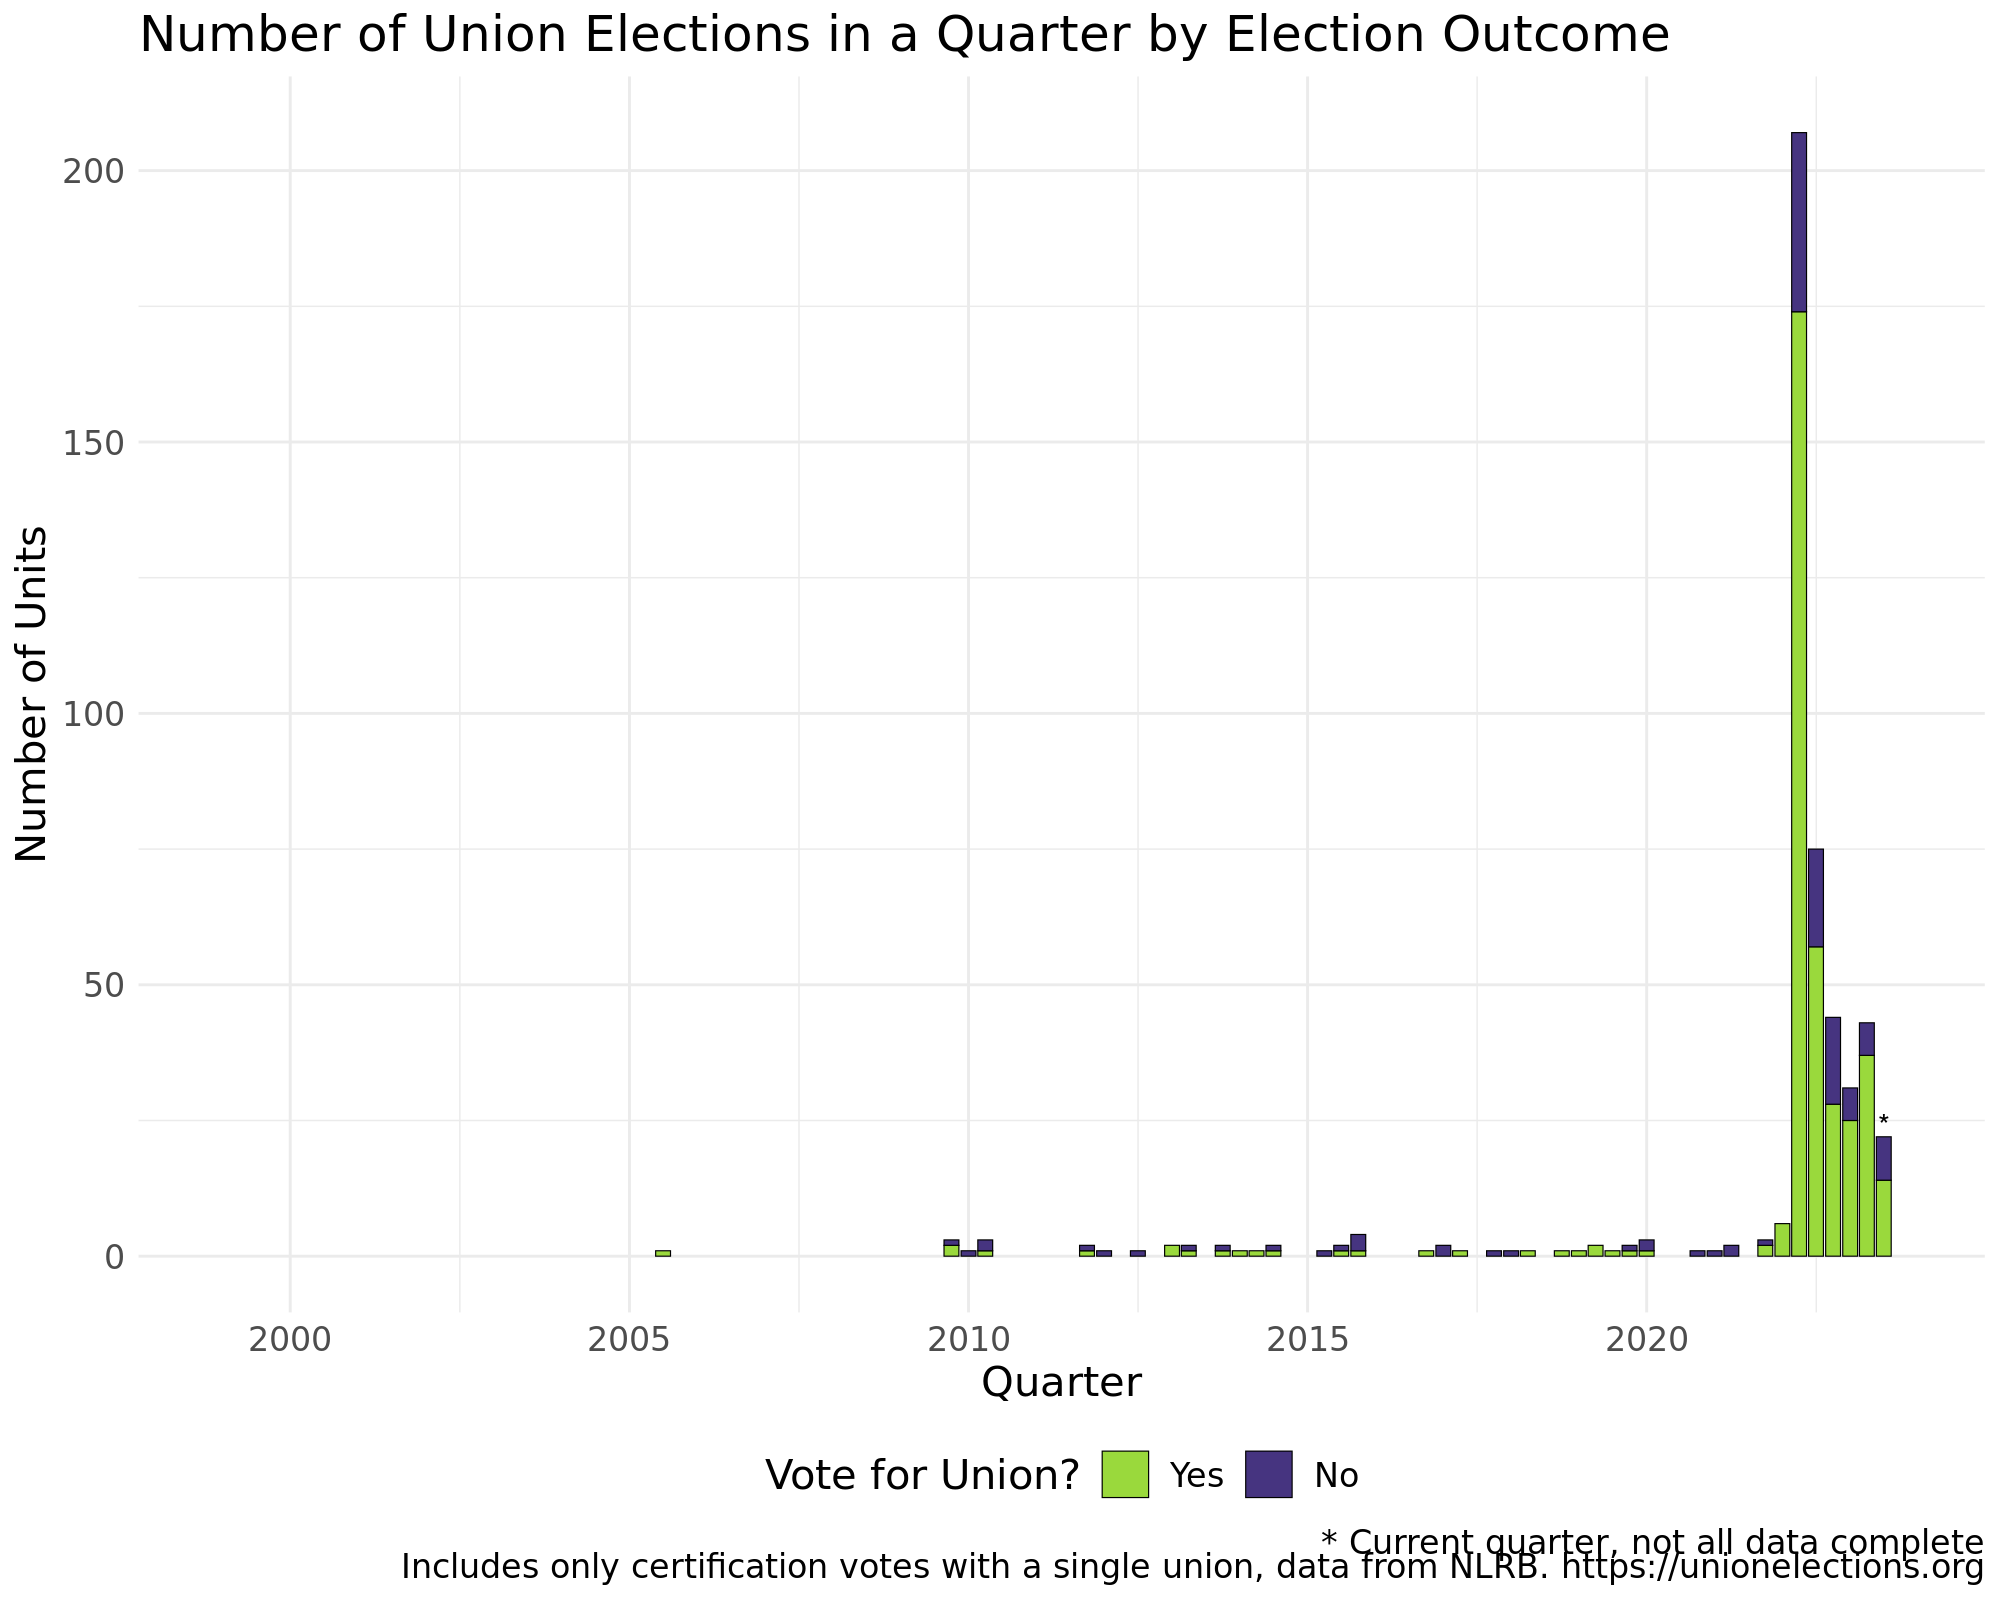 Number of Union Elections in a Quarter by Election Outcome
200
150
100
50
0
Number of Units
*
2000 2005 2010 2015 2020
Quarter
Vote for Union? Yes No
* Current quarter, not all data complete
Includes only certification votes with a single union, data from NLRB. https://unionelections.org